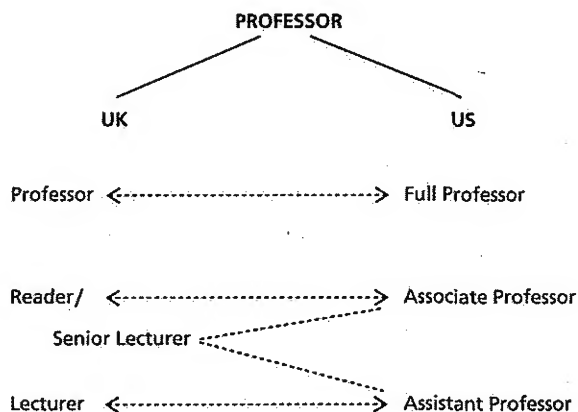 PROFESSOR
UK US
Professor Full Professor
Reader/ Associate Professor
Senior Lecturer
Lecturer Assistant Professor